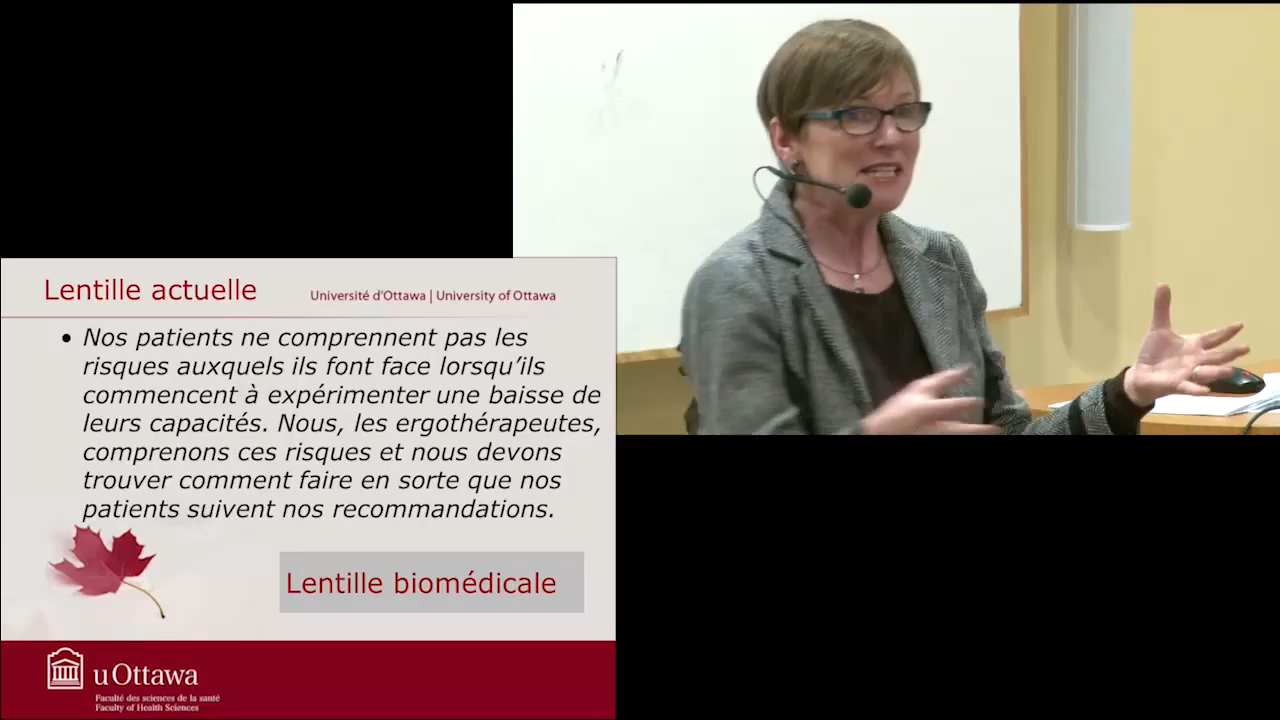 Lentille actuelle
Université d'Ottawa | University of Ottawa
• Nos patients ne comprennent pas les
risques auxquels ils font face lorsqu'ils
commencent à expérimenter une baisse de
leurs capacités. Nous, les ergothérapeutes,
comprenons ces risques et nous devons
trouver comment faire en sorte que nos
patients suivent nos recommandations.
Lentille biomédicale
uOttawa
Faculté des sciences de la santé
Faculty of Health Sciences